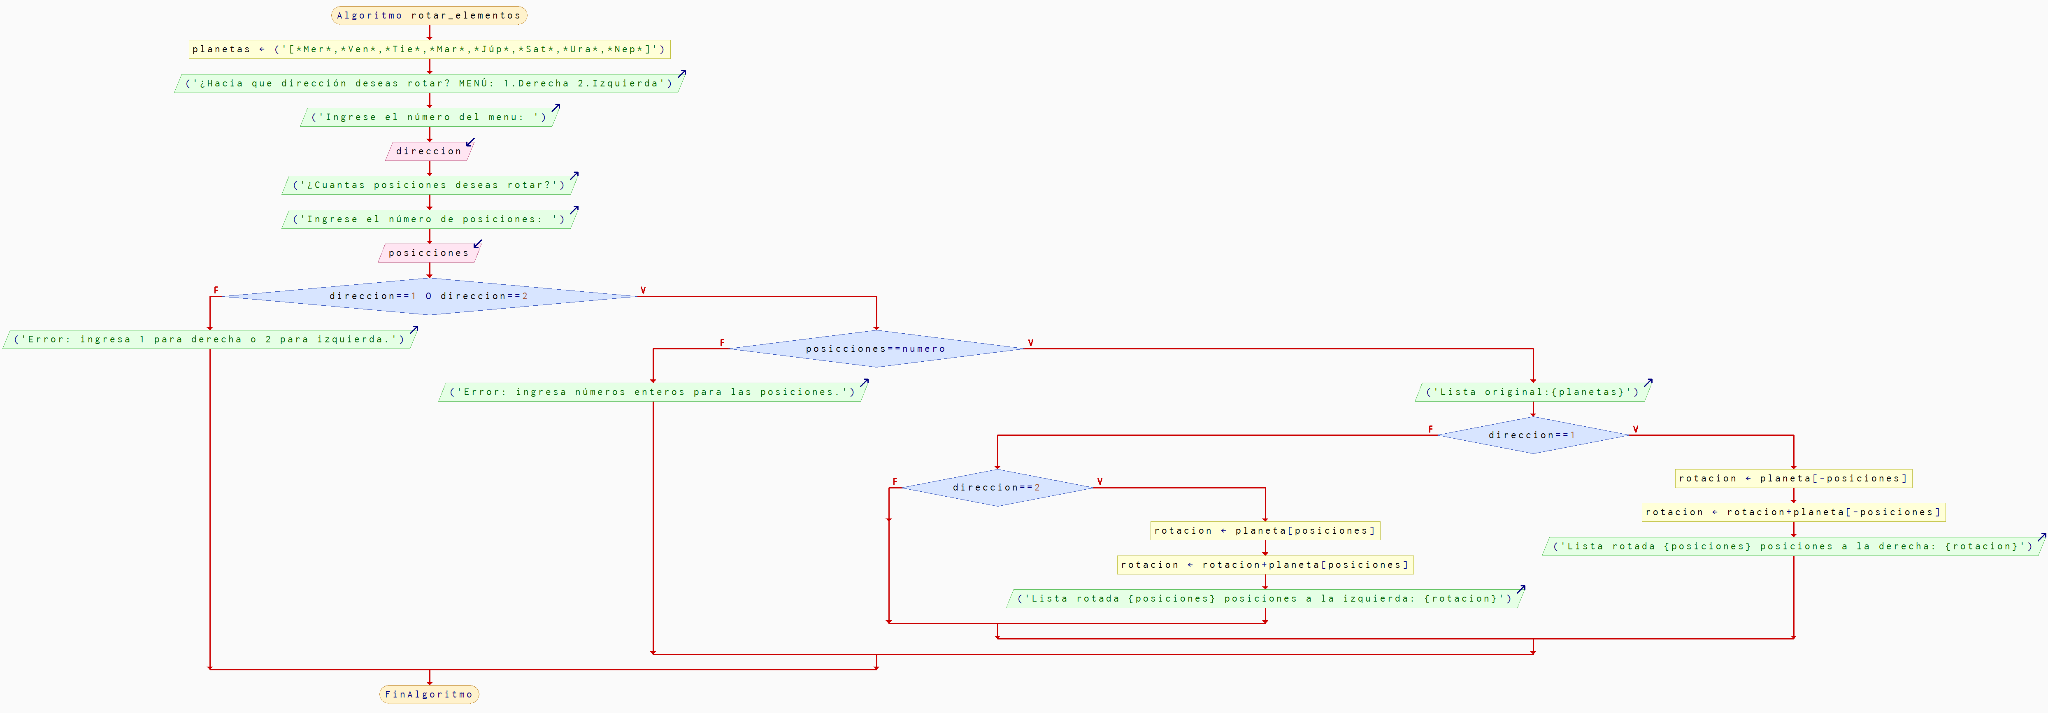 Algoritmo rotar_elementos
planetas ← ('[*Mer*,*Ven*,*Tie*,*Mar*,*Júp*,*Sat*,*Ura*,*Nep*]')
('¿Hacia que dirección deseas rotar? MENÚ: 1.Derecha 2.Izquierda')
('Ingrese el número del menu: ')
direccion
('¿Cuantas posiciones deseas rotar?')
('Ingrese el número de posiciones: ')
posicciones
F
direccion==1 O direccion==2
V
('Error: ingresa 1 para derecha o 2 para izquierda.')
F
posicciones==numero
V
('Error: ingresa números enteros para las posiciones.')
('Lista original:{planetas}')
F
direccion==1
V
F
direccion==2
V
rotacion ← planeta[-posiciones]
rotacion ← rotacion+planeta[-posiciones]
('Lista rotada {posiciones} posiciones a la derecha: {rotacion}')
rotacion ← planeta[posiciones]
rotacion ← rotacion+planeta[posiciones]
('Lista rotada {posiciones} posiciones a la izquierda: {rotacion}')
FinAlgoritmo